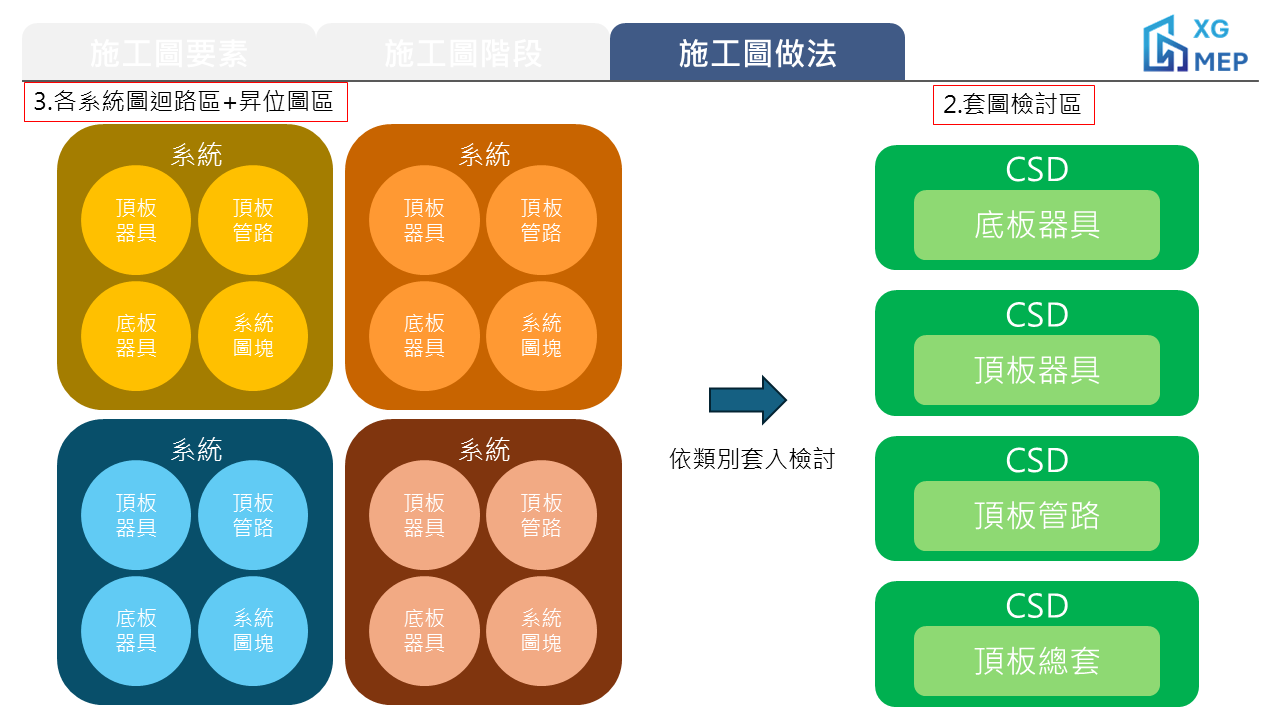 施工圖要素
施工圖階段
施工圖做法
XG
MEP
3.各系統圖迴路區+昇位圖區
2.套圖檢討區
系統
頂板
器具
頂板
管路
底板
器具
系統
圖塊
系統
頂板
器具
頂板
管路
底板
器具
系統
圖塊
系統
頂板
器具
頂板
管路
底板
器具
系統
圖塊
系統
頂板
器具
頂板
管路
底板
器具
系統
圖塊
依類別套入檢討
CSD
底板器具
CSD
頂板器具
CSD
頂板管路
CSD
頂板總套